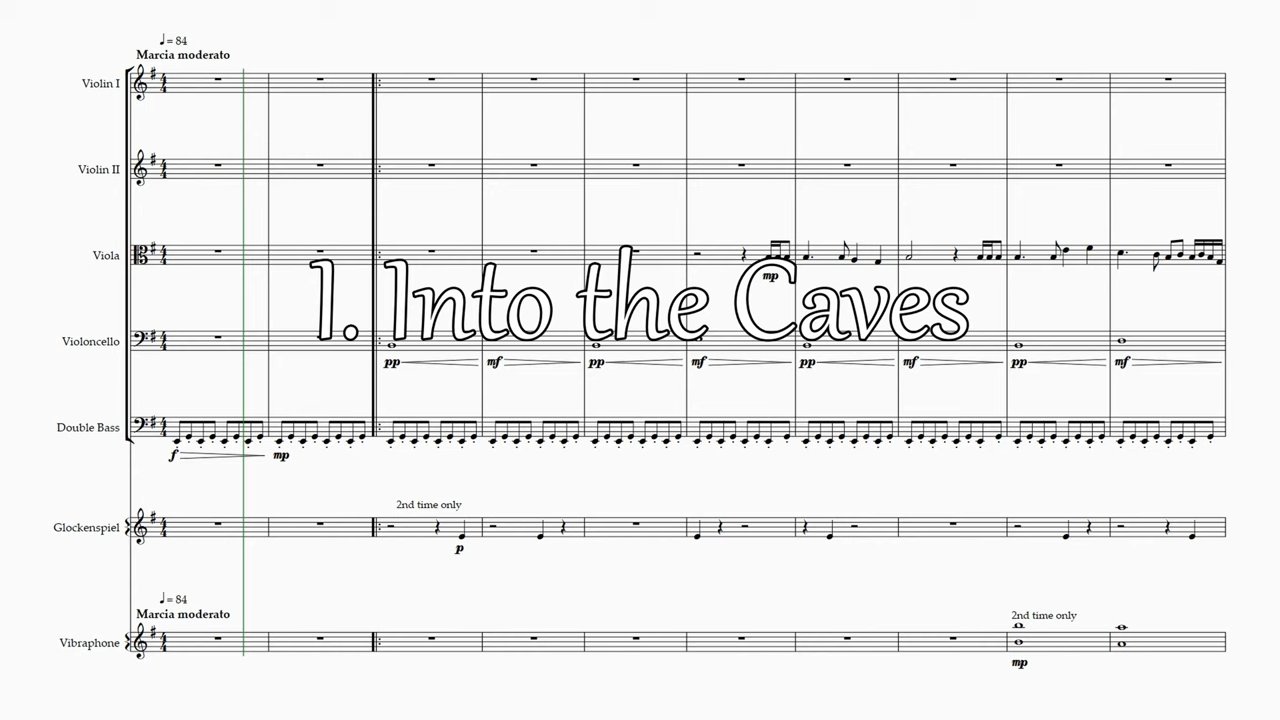 ♩= 84
Marcia moderato
Violin I
Violin II
Viola
mp
1. Into the Caves
Violoncello
pp mf pp mf pp mf pp mf
Double Bass
f mp
2nd time only
Glockenspiel
p
♩= 84
Marcia moderato
2nd time only
Vibraphone
mp